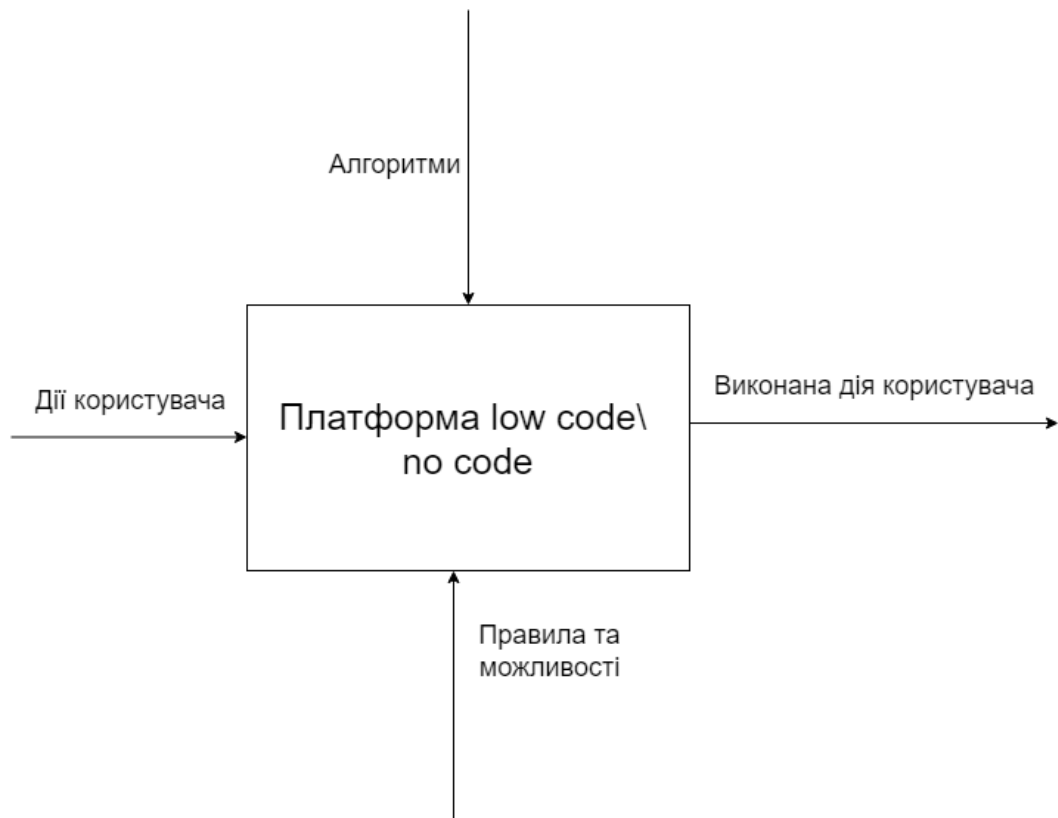 Алгоритми
Дії користувача
Платформа low code\
no code
Виконана дія користувача
Правила та
можливості